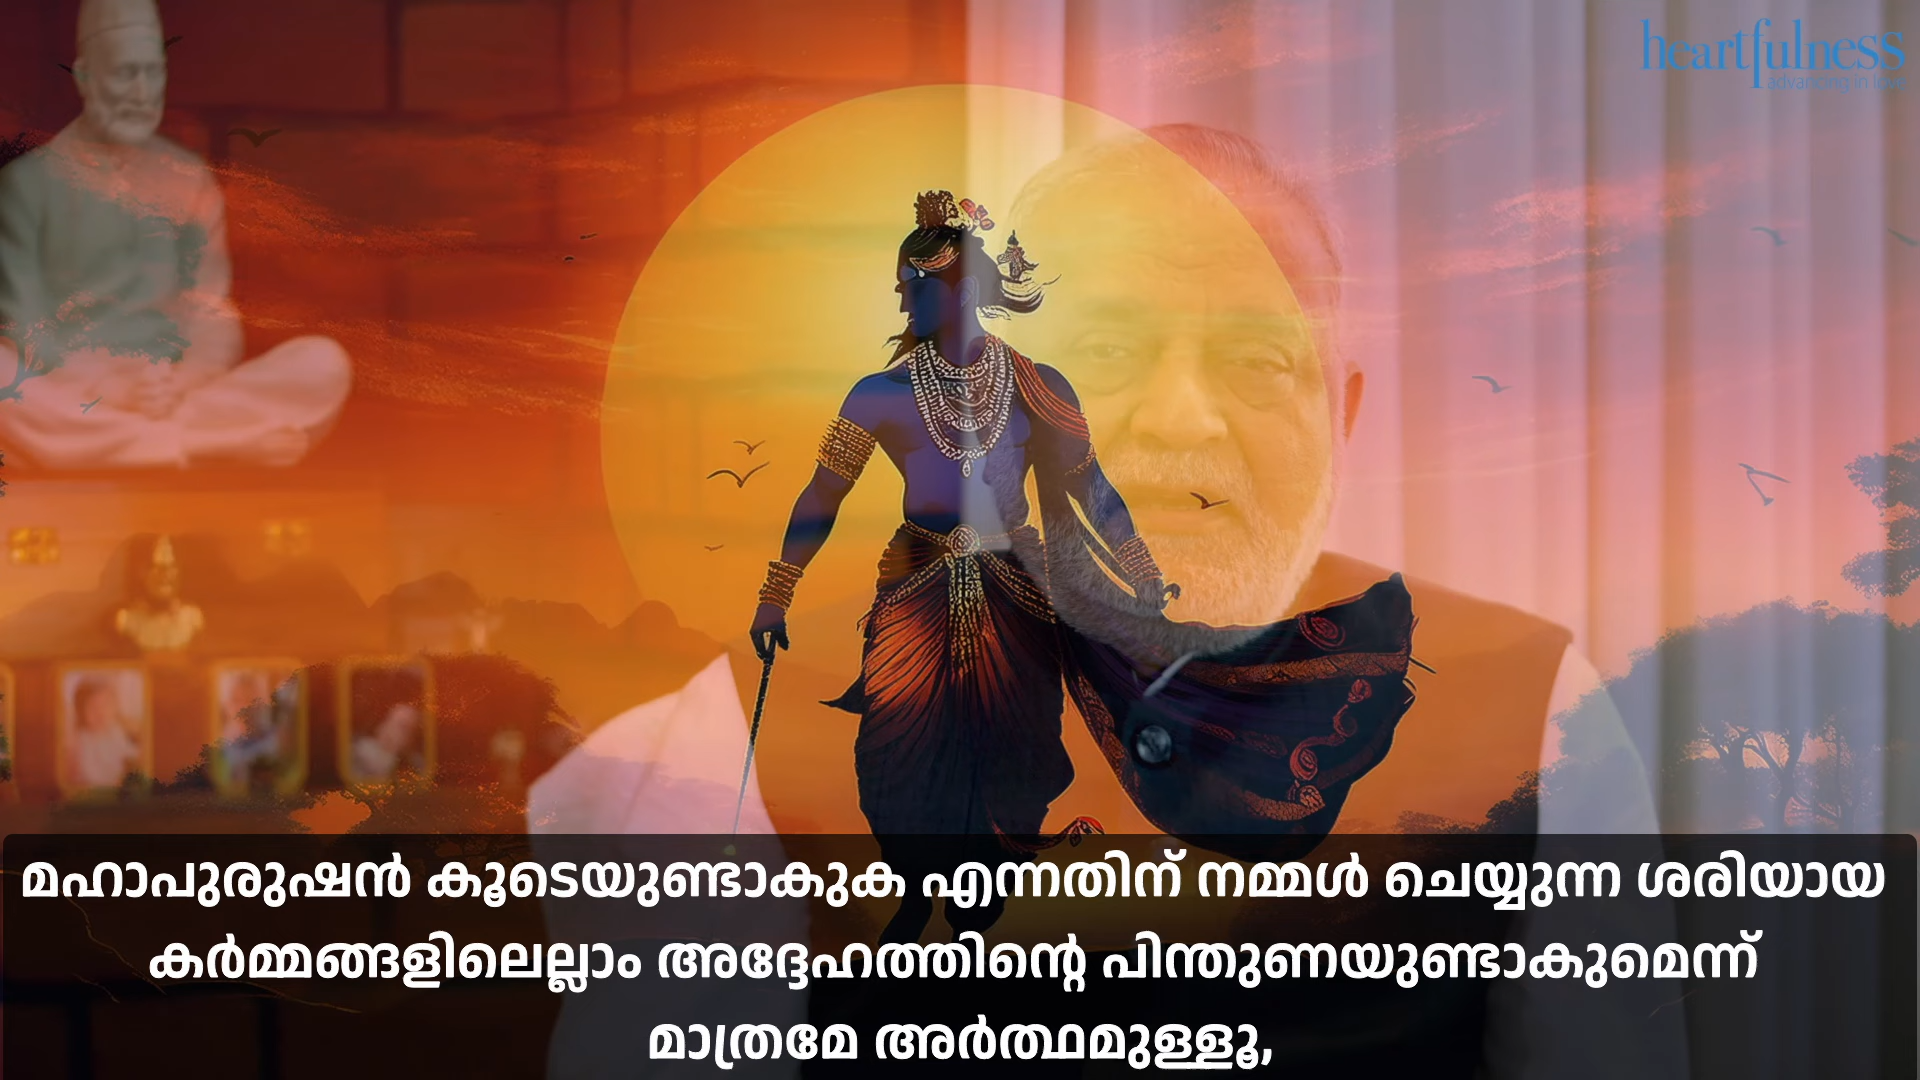 heartfulness
advancing in love
മഹാപുരുഷൻ കൂടെയുണ്ടാകുക എന്നതിന് നമ്മൾ ചെയ്യുന്ന ശരിയായ
കർമ്മങ്ങളിലെല്ലാം അദ്ദേഹത്തിന്റെ പിന്തുണയുണ്ടാകുമെന്ന്
മാത്രമേ അർത്ഥമുള്ളൂ,